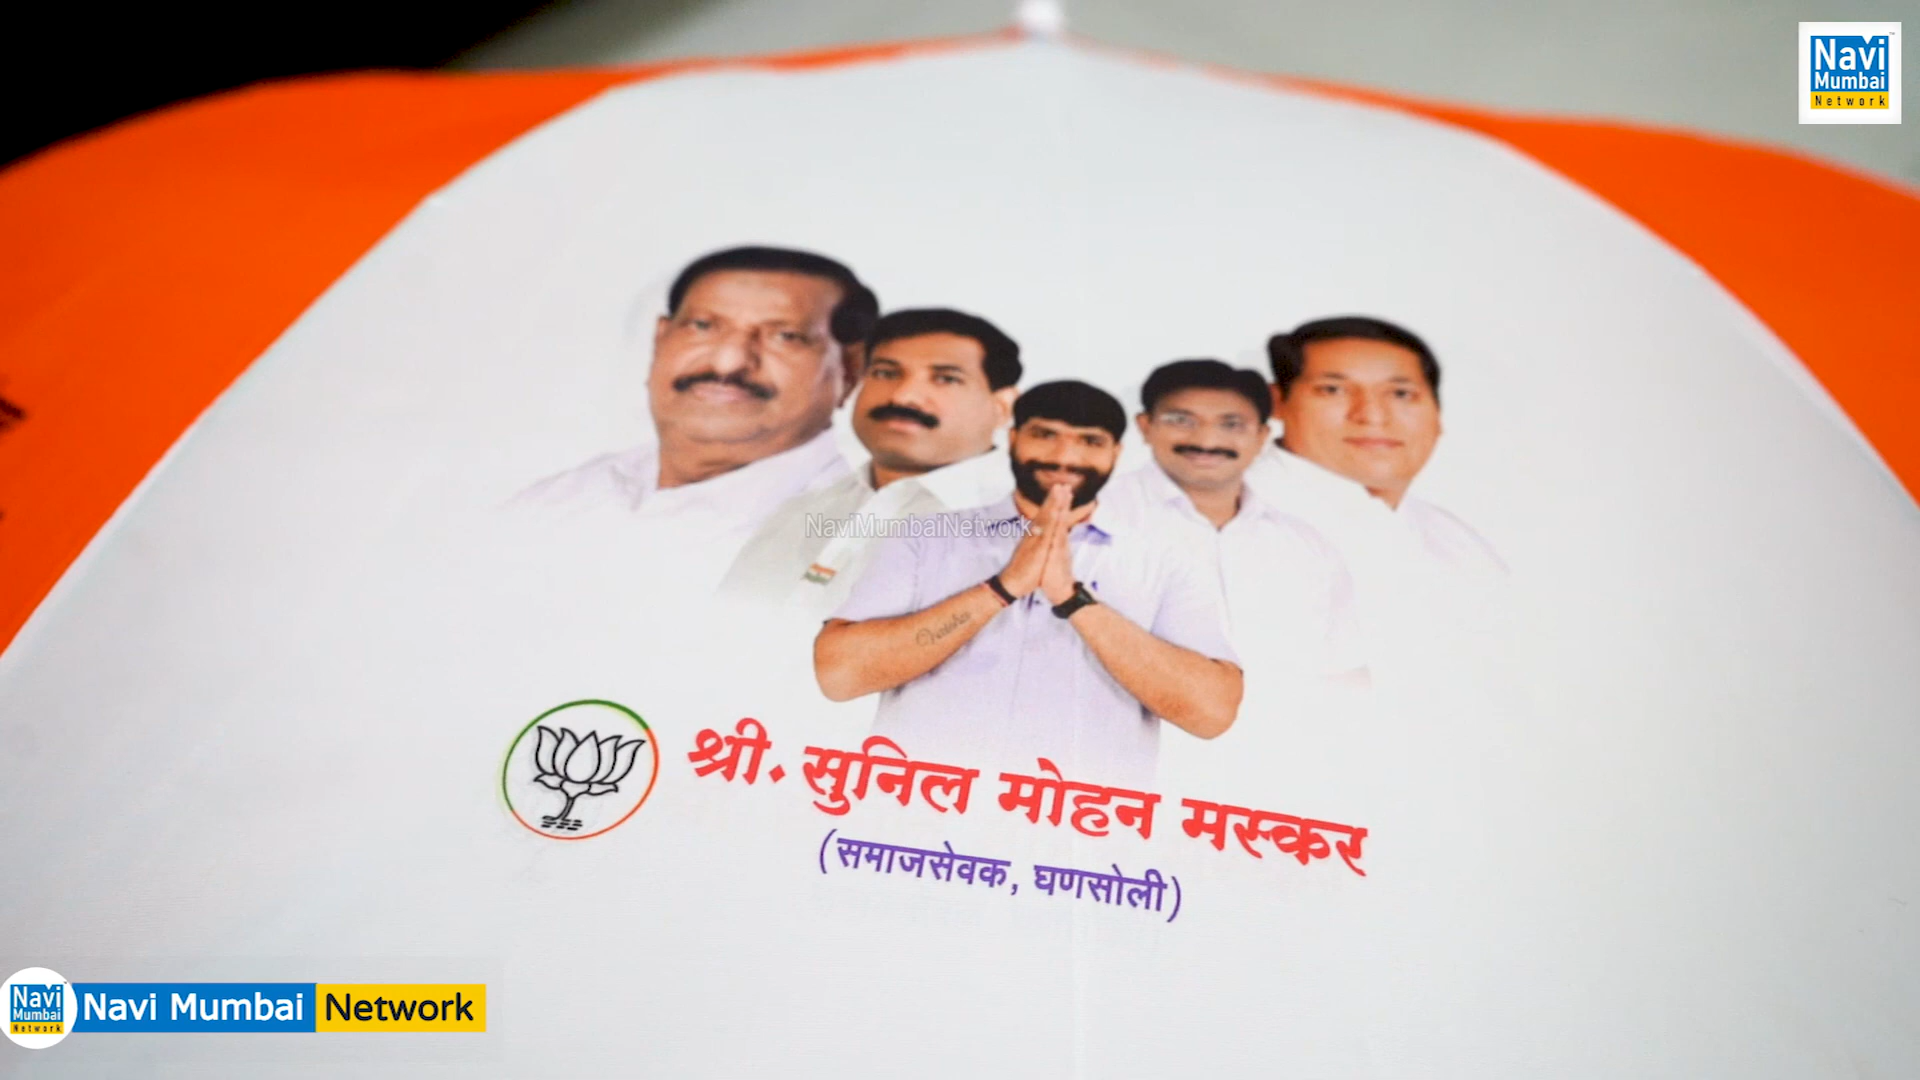 Navi
Mumbai
Network
NaviMumbaiNetwork
श्री. सुनिल मोहन मस्कर
(समाजसेवक, घणसोली)
Navi
Mumbai
Network
Navi Mumbai Network